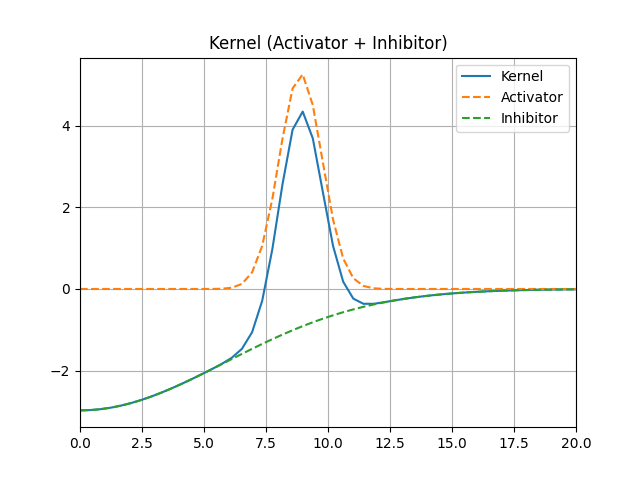 Kernel (Activator + Inhibitor)
Kernel
Activator
Inhibitor
4
2
0
−2
0.0 2.5 5.0 7.5 10.0 12.5 15.0 17.5 20.0